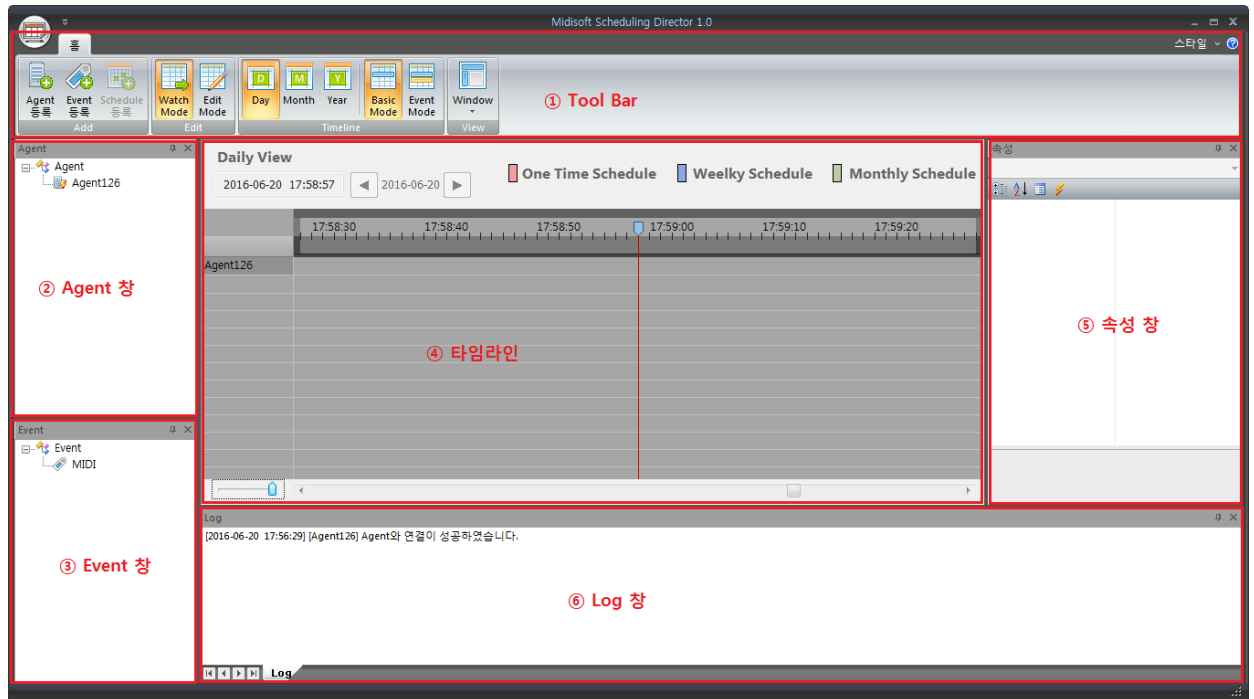 Midisoft Scheduling Director 1.0
홈
스타일
Agent 등록
Event 등록
Schedule 등록
Add
Watch Mode
Edit Mode
Edit
D
Day
M
Month
Y
Year
Basic Mode
Event Mode
Timeline
Window
View
① Tool Bar
Agent
Agent
Agent126
② Agent 창
Event
Event
MIDI
③ Event 창
Daily View
2016-06-20 17:58:57
2016-06-20
One Time Schedule
Weelky Schedule
Monthly Schedule
17:58:30 17:58:40 17:58:50 17:59:00 17:59:10 17:59:20
Agent126
④ 타임라인
속성
⑤ 속성 창
Log
[2016-06-20 17:56:29] [Agent126] Agent와 연결이 성공하였습니다.
⑥ Log 창
Log